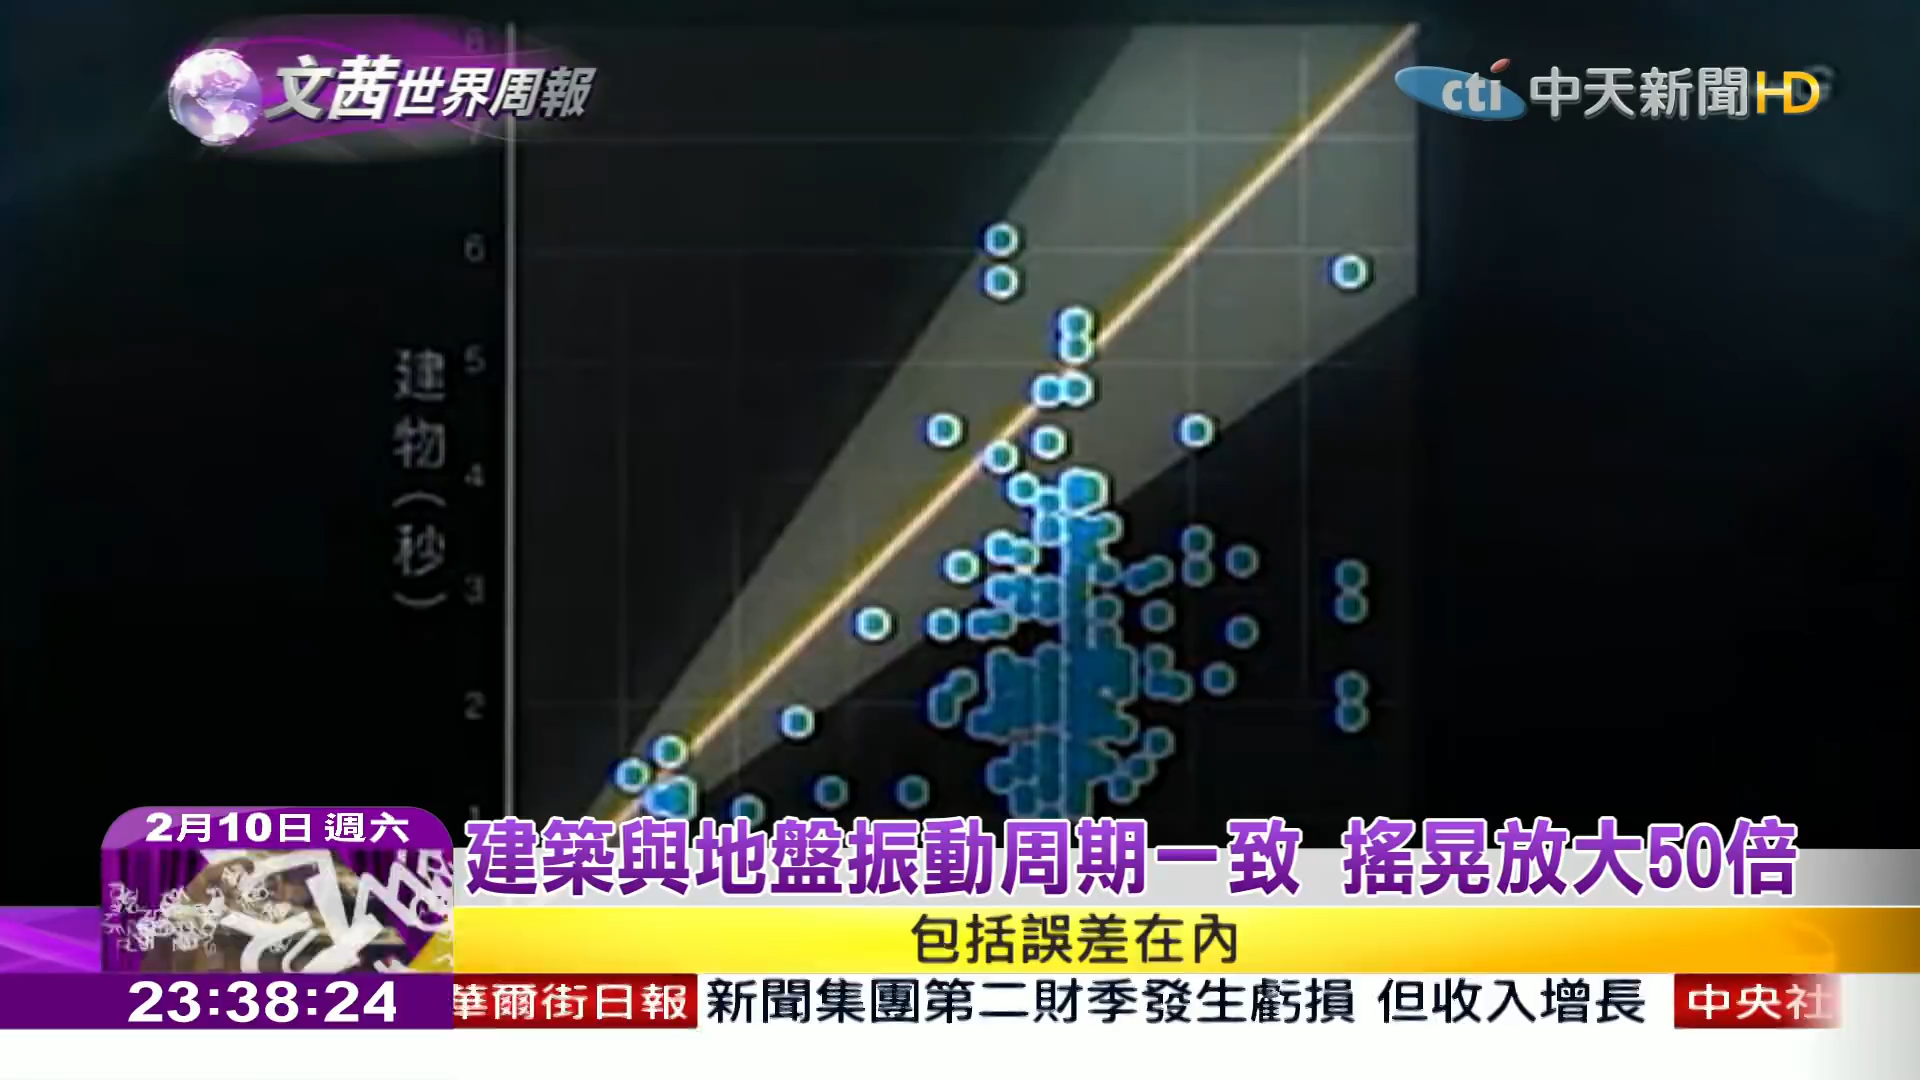 文茜世界周報
cti 中天新聞HD
6
5
4
3
2
1
建物(秒)
2月10日 週六
建築與地盤振動周期一致 搖晃放大50倍
包括誤差在內
23:38:24
華爾街日報 新聞集團第二財季發生虧損 但收入增長 中央社